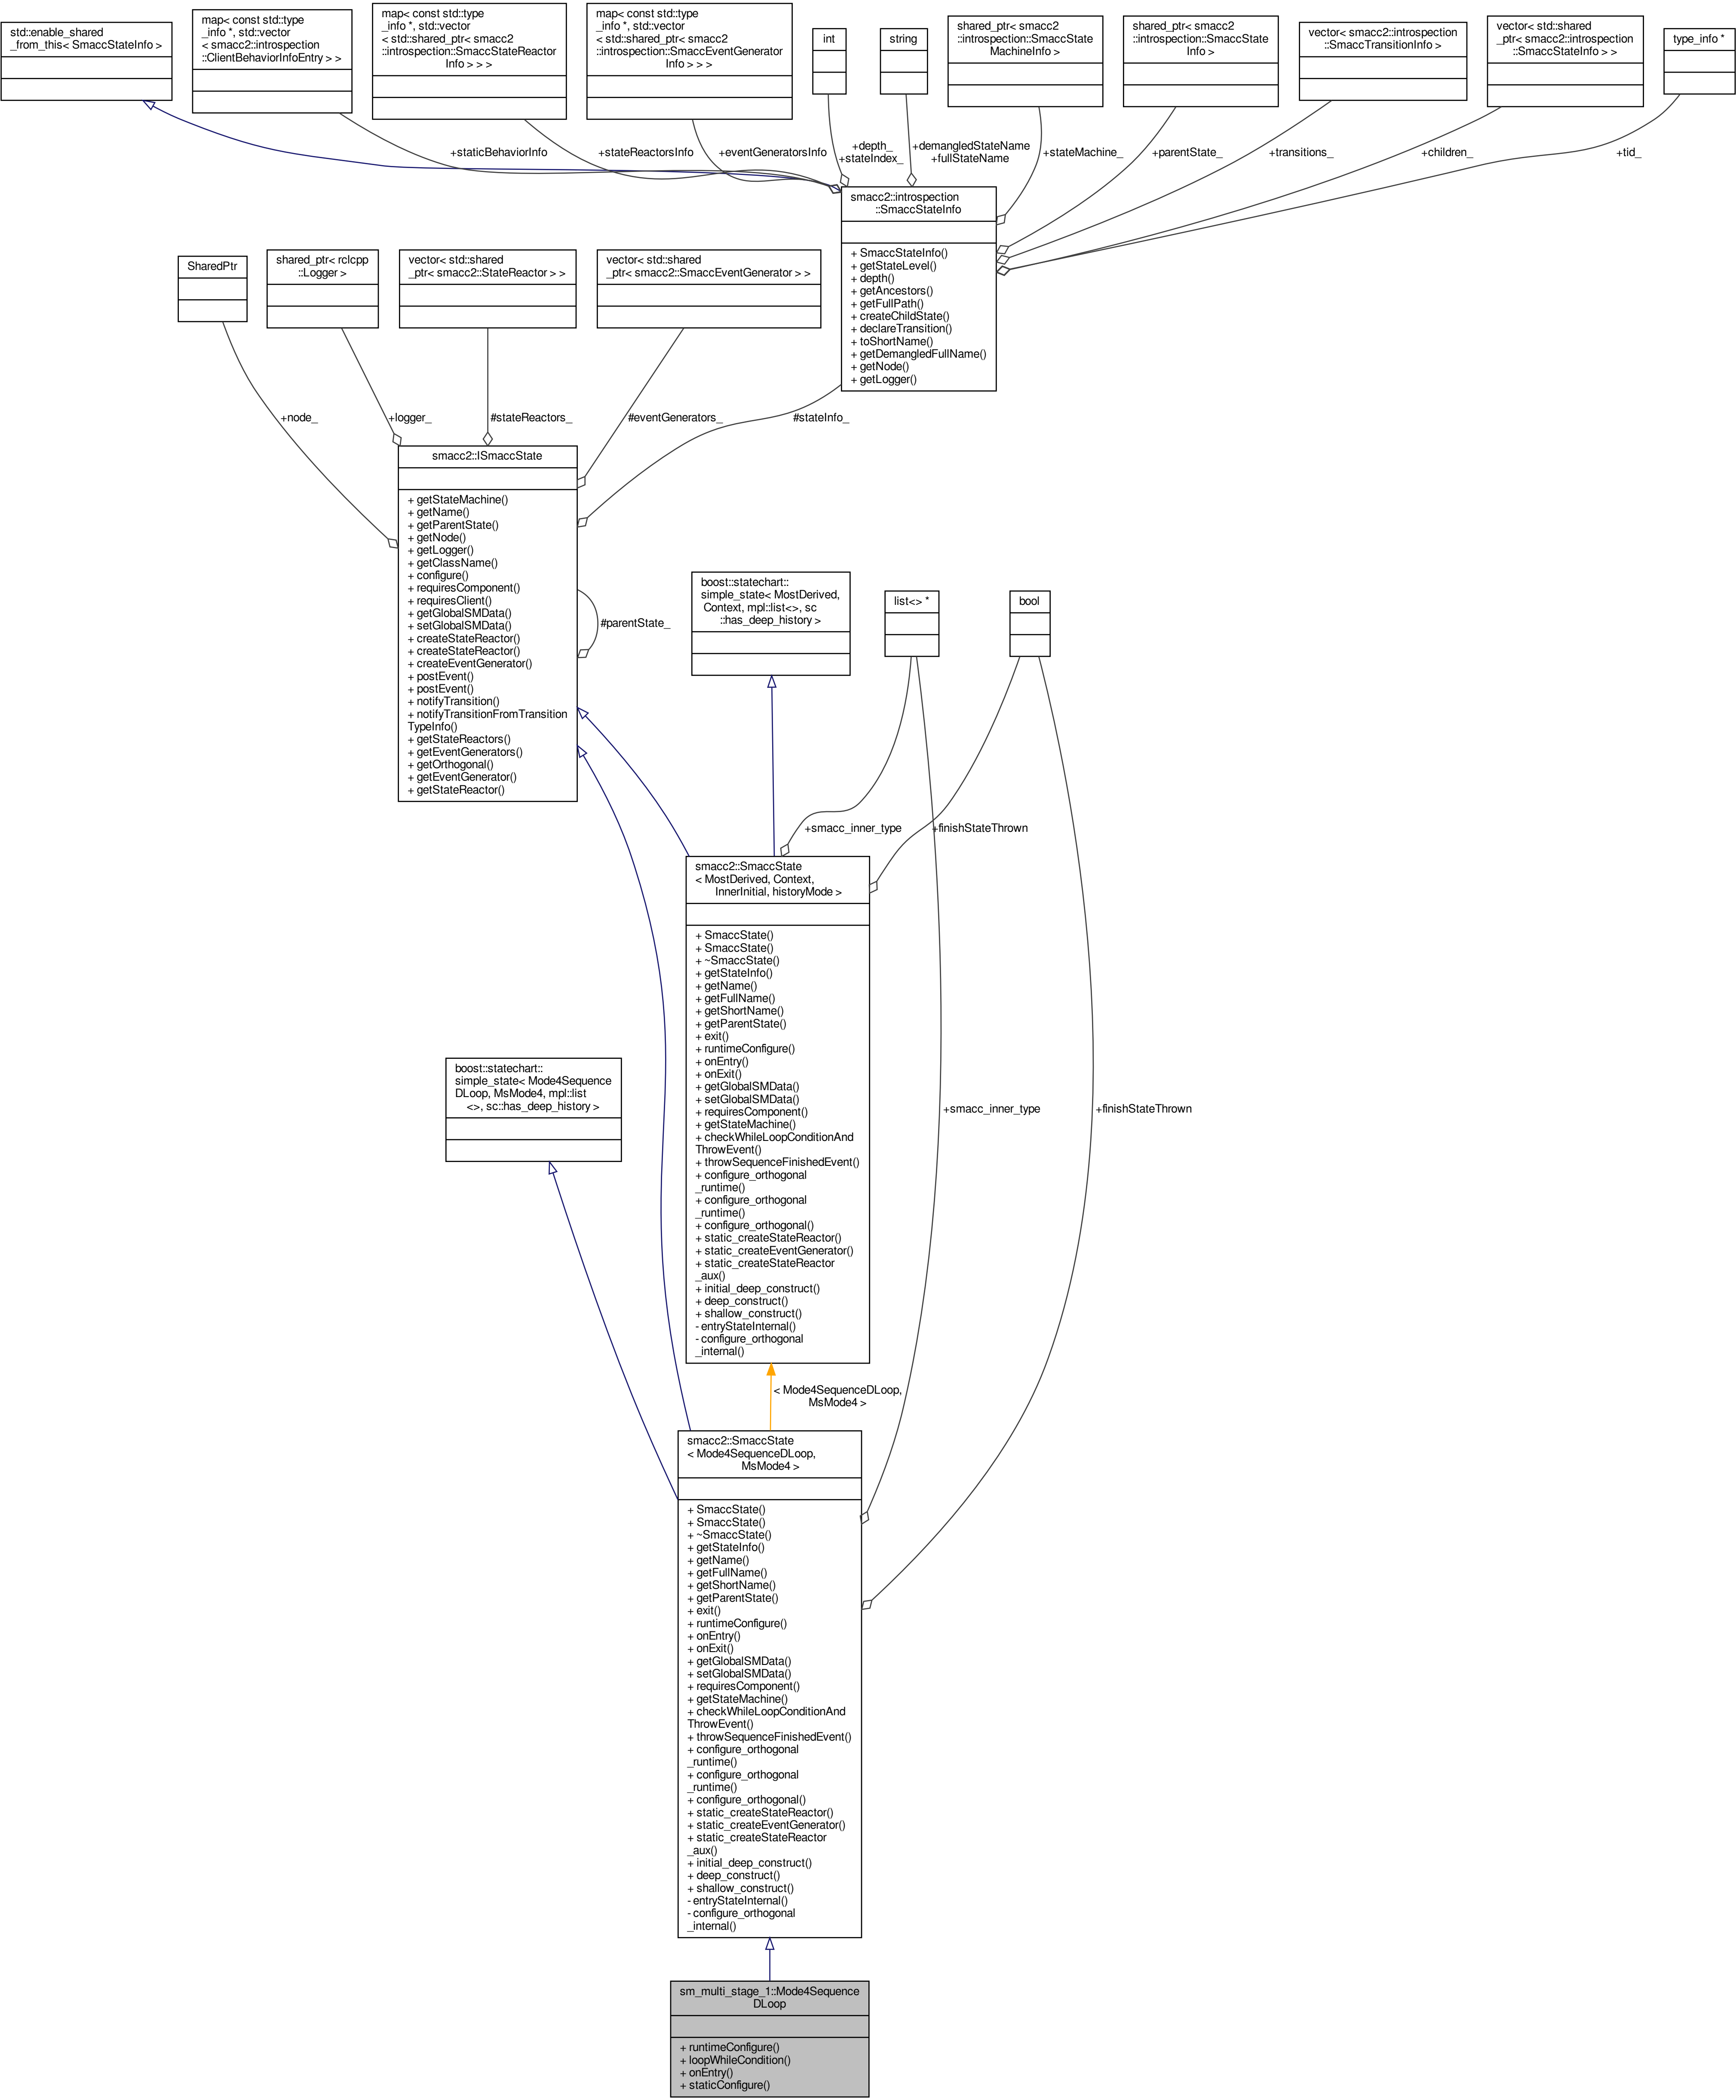 std::enable_shared
_from_this< SmaccStateInfo >
map< const std::type
_info *, std::vector
< smacc2::introspection
::ClientBehaviorInfoEntry > >
map< const std::type
_info *, std::vector
< std::shared_ptr< smacc2
::introspection::SmaccStateReactor
Info > > >
map< const std::type
_info *, std::vector
< std::shared_ptr< smacc2
::introspection::SmaccEventGenerator
Info > > >
int
string
shared_ptr< smacc2
::introspection::SmaccState
MachineInfo >
shared_ptr< smacc2
::introspection::SmaccState
Info >
vector< smacc2::introspection
::SmaccTransitionInfo >
vector< std::shared
_ptr< smacc2::introspection
::SmaccStateInfo > >
type_info *
+staticBehaviorInfo
+stateReactorsInfo
+eventGeneratorsInfo
+depth_
+stateIndex_
+demangledStateName
+fullStateName
+stateMachine_
+parentState_
+transitions_
+children_
+tid_
smacc2::introspection
::SmaccStateInfo
+ SmaccStateInfo()
+ getStateLevel()
+ depth()
+ getAncestors()
+ getFullPath()
+ createChildState()
+ declareTransition()
+ toShortName()
+ getDemangledFullName()
+ getNode()
+ getLogger()
SharedPtr
shared_ptr< rclcpp
::Logger >
vector< std::shared
_ptr< smacc2::StateReactor > >
vector< std::shared
_ptr< smacc2::SmaccEventGenerator > >
+node_
+logger_
#stateReactors_
#eventGenerators_
#stateInfo_
smacc2::ISmaccState
+ getStateMachine()
+ getName()
+ getParentState()
+ getNode()
+ getLogger()
+ getClassName()
+ configure()
+ requiresComponent()
+ requiresClient()
+ getGlobalSMData()
+ setGlobalSMData()
+ createStateReactor()
+ createStateReactor()
+ createEventGenerator()
+ postEvent()
+ postEvent()
+ notifyTransition()
+ notifyTransitionFromTransition
TypeInfo()
+ getStateReactors()
+ getEventGenerators()
+ getOrthogonal()
+ getEventGenerator()
+ getStateReactor()
#parentState_
boost::statechart::
simple_state< MostDerived,
Context, mpl::list<>, sc
::has_deep_history >
list<> *
bool
+smacc_inner_type
+finishStateThrown
smacc2::SmaccState
< MostDerived, Context,
InnerInitial, historyMode >
+ SmaccState()
+ SmaccState()
+ ~SmaccState()
+ getStateInfo()
+ getName()
+ getFullName()
+ getShortName()
+ getParentState()
+ exit()
+ runtimeConfigure()
+ onEntry()
+ onExit()
+ getGlobalSMData()
+ setGlobalSMData()
+ requiresComponent()
+ getStateMachine()
+ checkWhileLoopConditionAnd
ThrowEvent()
+ throwSequenceFinishedEvent()
+ configure_orthogonal
_runtime()
+ configure_orthogonal
_runtime()
+ configure_orthogonal()
+ static_createStateReactor()
+ static_createEventGenerator()
+ static_createStateReactor
_aux()
+ initial_deep_construct()
+ deep_construct()
+ shallow_construct()
- entryStateInternal()
- configure_orthogonal
_internal()
boost::statechart::
simple_state< Mode4Sequence
DLoop, MsMode4, mpl::list
<>, sc::has_deep_history >
+smacc_inner_type
+finishStateThrown
< Mode4SequenceDLoop,
MsMode4 >
smacc2::SmaccState
< Mode4SequenceDLoop,
MsMode4 >
+ SmaccState()
+ SmaccState()
+ ~SmaccState()
+ getStateInfo()
+ getName()
+ getFullName()
+ getShortName()
+ getParentState()
+ exit()
+ runtimeConfigure()
+ onEntry()
+ onExit()
+ getGlobalSMData()
+ setGlobalSMData()
+ requiresComponent()
+ getStateMachine()
+ checkWhileLoopConditionAnd
ThrowEvent()
+ throwSequenceFinishedEvent()
+ configure_orthogonal
_runtime()
+ configure_orthogonal
_runtime()
+ configure_orthogonal()
+ static_createStateReactor()
+ static_createEventGenerator()
+ static_createStateReactor
_aux()
+ initial_deep_construct()
+ deep_construct()
+ shallow_construct()
- entryStateInternal()
- configure_orthogonal
_internal()
sm_multi_stage_1::Mode4Sequence
DLoop
+ runtimeConfigure()
+ loopWhileCondition()
+ onEntry()
+ staticConfigure()